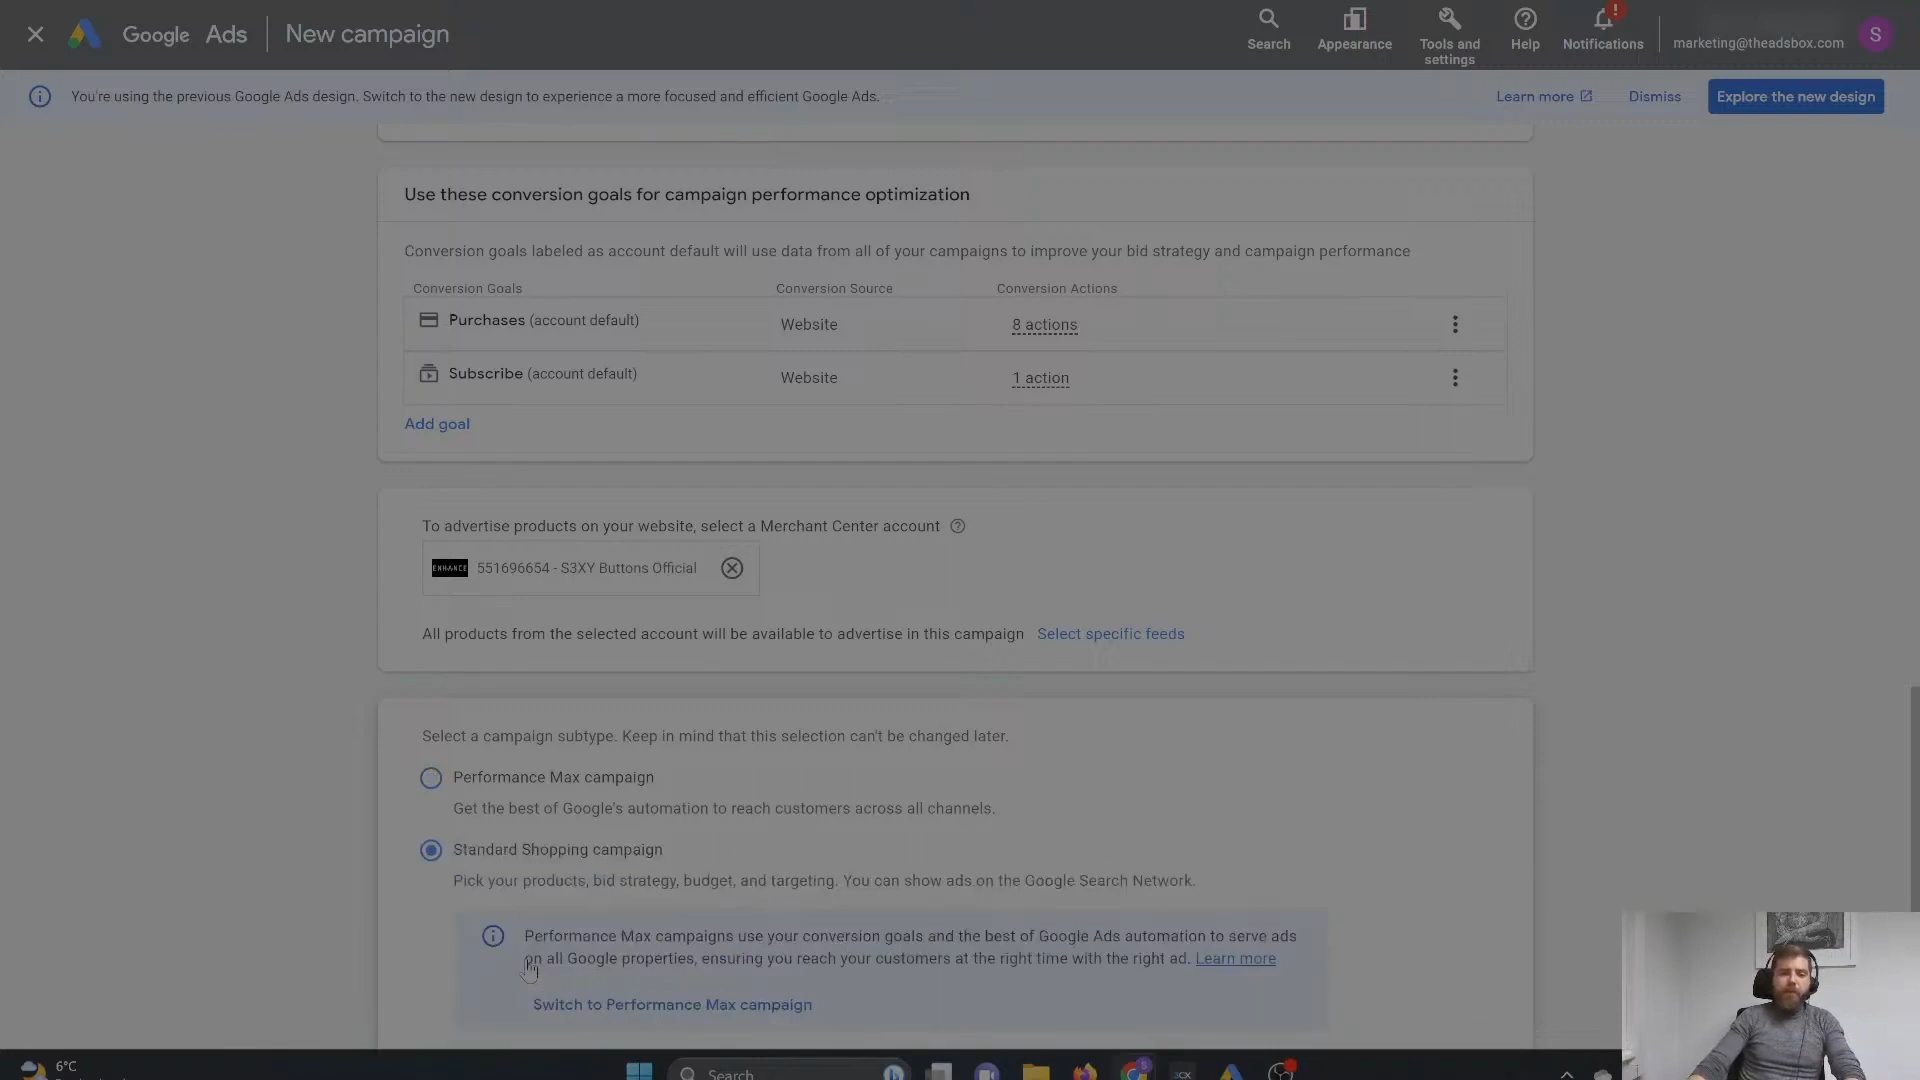 Google Ads New campaign
Search
Appearance
Tools and
settings
Help
!
Notifications
marketing@theadsbox.com
S
You're using the previous Google Ads design. Switch to the new design to experience a more focused and efficient Google Ads.
Learn more
Dismiss
Explore the new design
Use these conversion goals for campaign performance optimization
Conversion goals labeled as account default will use data from all of your campaigns to improve your bid strategy and campaign performance
Conversion Goals Conversion Source Conversion Actions
Purchases (account default) Website 8 actions
Subscribe (account default) Website 1 action
Add goal
To advertise products on your website, select a Merchant Center account
ENHANCE 551696654 - S3XY Buttons Official
All products from the selected account will be available to advertise in this campaign Select specific feeds
Select a campaign subtype. Keep in mind that this selection can't be changed later.
Performance Max campaign
Get the best of Google's automation to reach customers across all channels.
Standard Shopping campaign
Pick your products, bid strategy, budget, and targeting. You can show ads on the Google Search Network.
Performance Max campaigns use your conversion goals and the best of Google Ads automation to serve ads
on all Google properties, ensuring you reach your customers at the right time with the right ad. Learn more
Switch to Performance Max campaign
6°C
Search